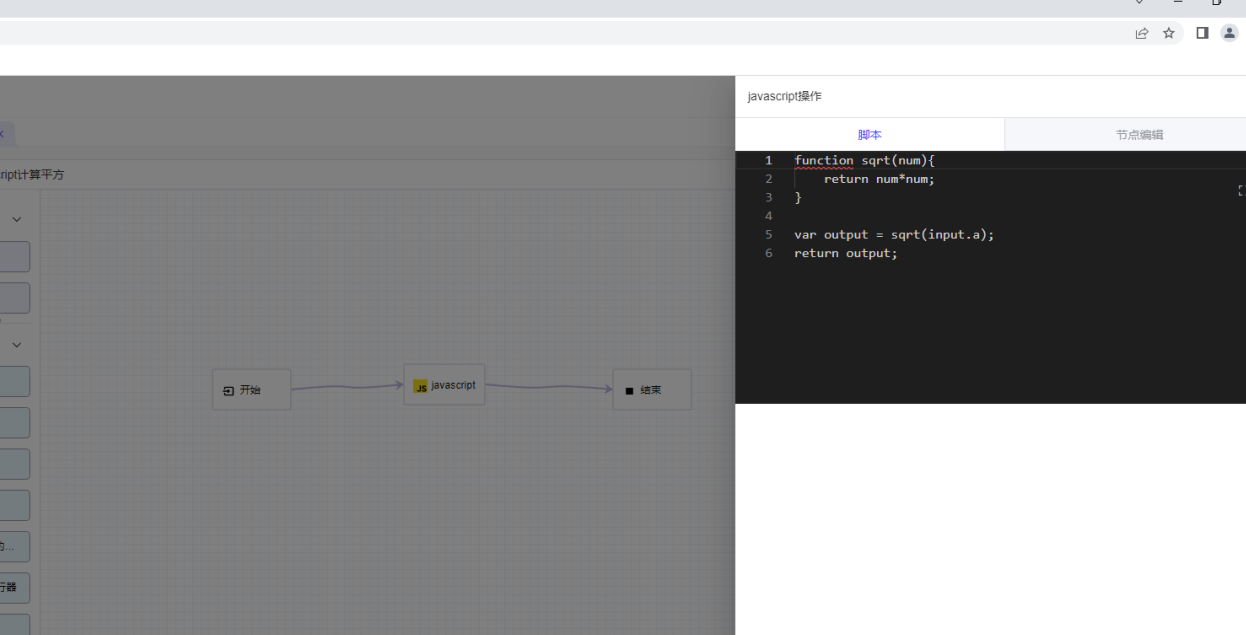 javascript操作
脚本
节点编辑
ript计算平方
1 function sqrt(num){
2 return num*num;
3 }
4
5 var output = sqrt(input.a);
6 return output;
开始
JS javascript
结束
的...
行器